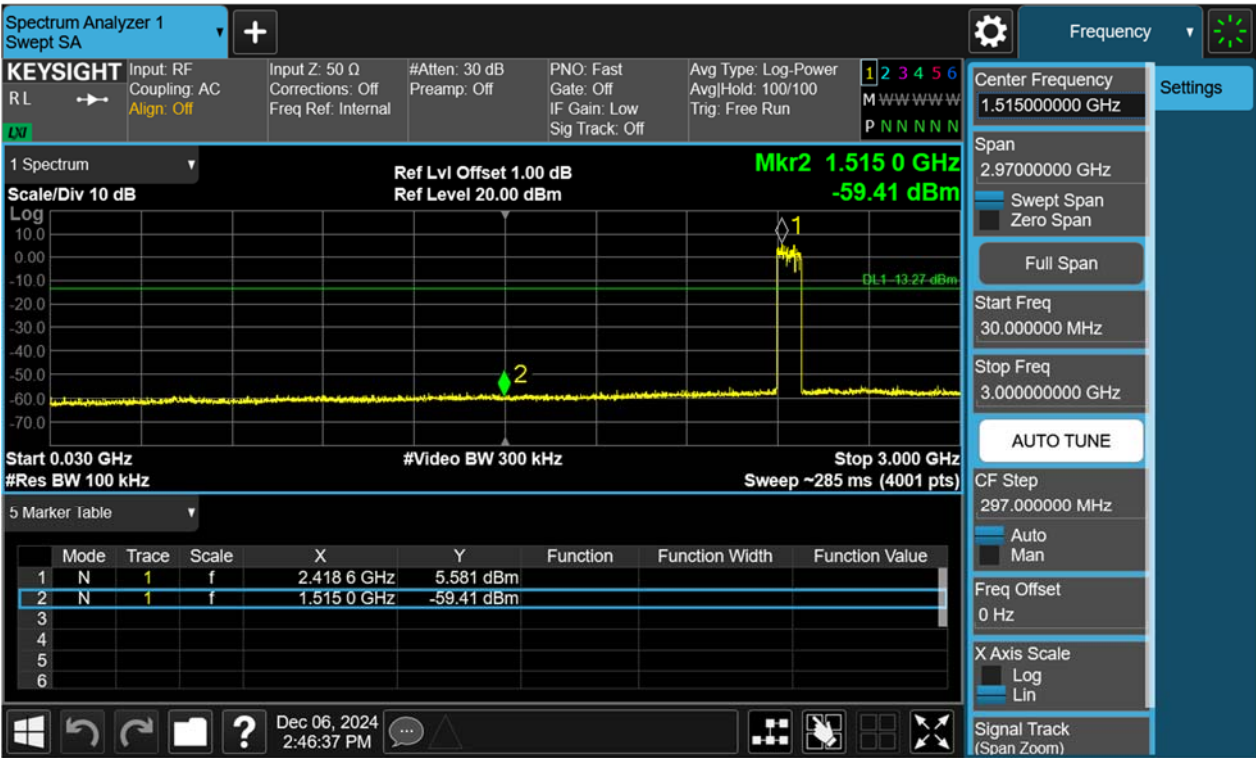 Spectrum Analyzer 1
Swept SA
+
Frequency
KEYSIGHT
R L
LXI
Input: RF
Coupling: AC
Align: Off
Input Z: 50 Ω
Corrections: Off
Freq Ref: Internal
#Atten: 30 dB
Preamp: Off
PNO: Fast
Gate: Off
IF Gain: Low
Sig Track: Off
Avg Type: Log-Power
Avg|Hold: 100/100
Trig: Free Run
1 2 3 4 5 6
M W W W W W
P N N N N N
1 Spectrum
Scale/Div 10 dB
Ref Lvl Offset 1.00 dB
Ref Level 20.00 dBm
Mkr2 1.515 0 GHz
-59.41 dBm
Log
10.0
0.00
-10.0
-20.0
-30.0
-40.0
-50.0
-60.0
-70.0
1
DL1 -13.27 dBm
2
Start 0.030 GHz
#Video BW 300 kHz
Stop 3.000 GHz
#Res BW 100 kHz
Sweep ~285 ms (4001 pts)
5 Marker Table
Mode Trace Scale X Y Function Function Width Function Value
1 N 1 f 2.418 6 GHz 5.581 dBm
2 N 1 f 1.515 0 GHz -59.41 dBm
3
4
5
6
Dec 06, 2024
2:46:37 PM
?
Center Frequency
1.515000000 GHz
Settings
Span
2.97000000 GHz
Swept Span
Zero Span
Full Span
Start Freq
30.000000 MHz
Stop Freq
3.000000000 GHz
AUTO TUNE
CF Step
297.000000 MHz
Auto
Man
Freq Offset
0 Hz
X Axis Scale
Log
Lin
Signal Track
(Span Zoom)